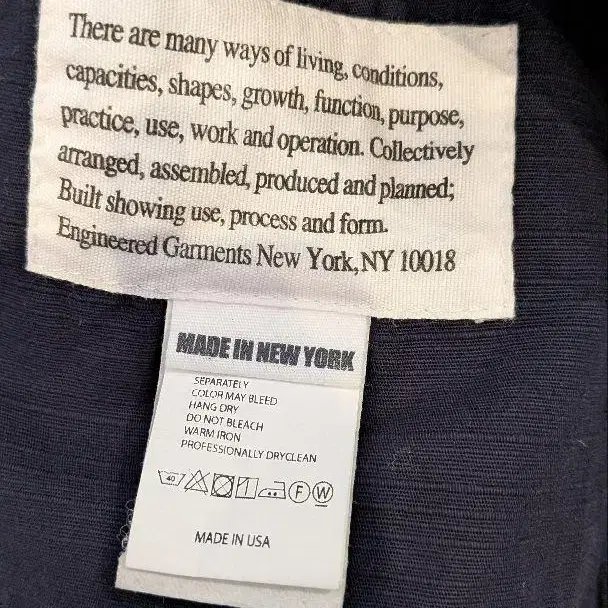 There are many ways of living, conditions,
capacities, shapes, growth, function, purpose,
practice, use, work and operation. Collectively
arranged, assembled, produced and planned;
Built showing use, process and form.
Engineered Garments New York, NY 10018
MADE IN NEW YORK
SEPARATELY
COLOR MAY BLEED
HANG DRY
DO NOT BLEACH
WARM IRON
PROFESSIONALLY DRYCLEAN
40 F W
MADE IN USA